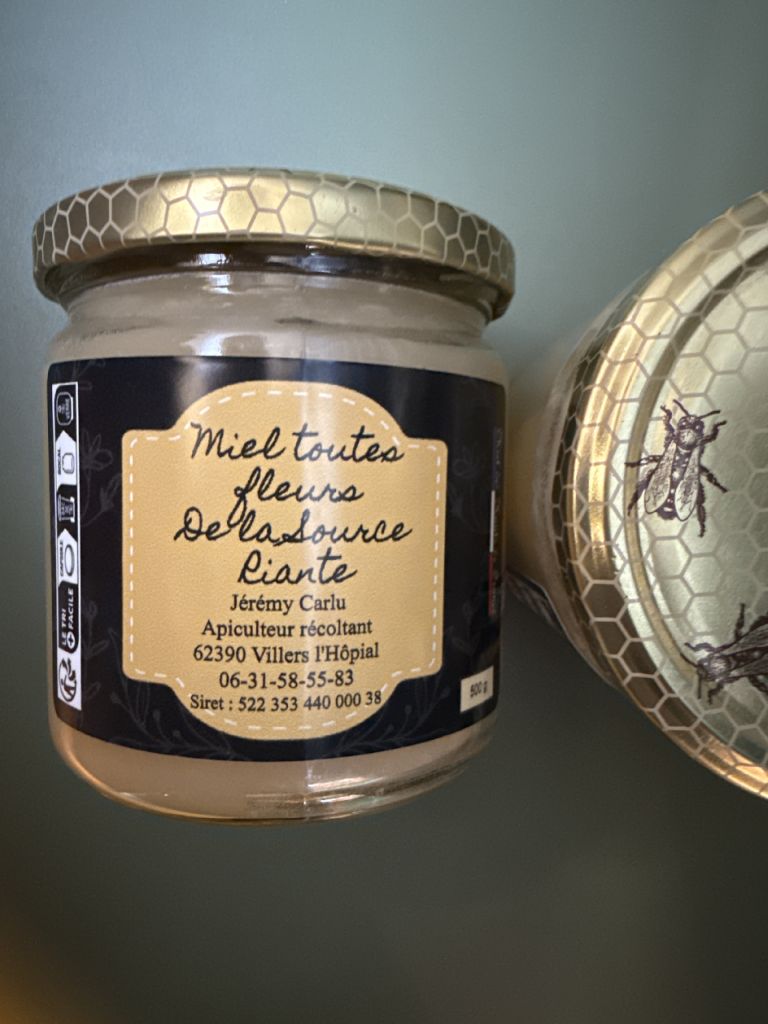 Miel toutes
fleurs
De la Source
Riante
Jérémy Carlu
Apiculteur récoltant
62390 Villers l'Hôpial
06-31-58-55-83
Siret : 522 353 440 000 38
500 g
LE TRI
+ FACILE
BOCAL